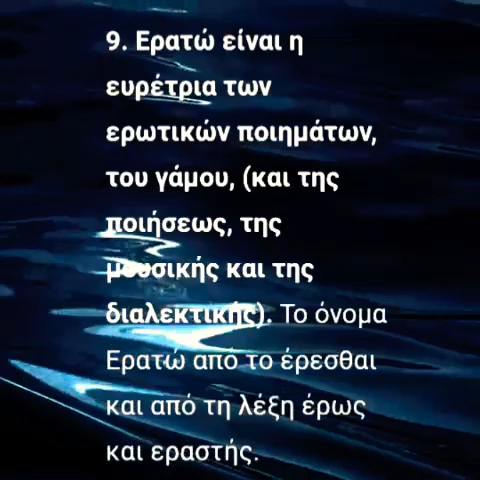 9. Ερατώ είναι η
ευρέτρια των
ερωτικών ποιημάτων,
του γάμου, (και της
ποιήσεως, της
μουσικής και της
διαλεκτικής). Το όνομα
Ερατώ από το έρεσθαι
και από τη λέξη έρως
και εραστής.